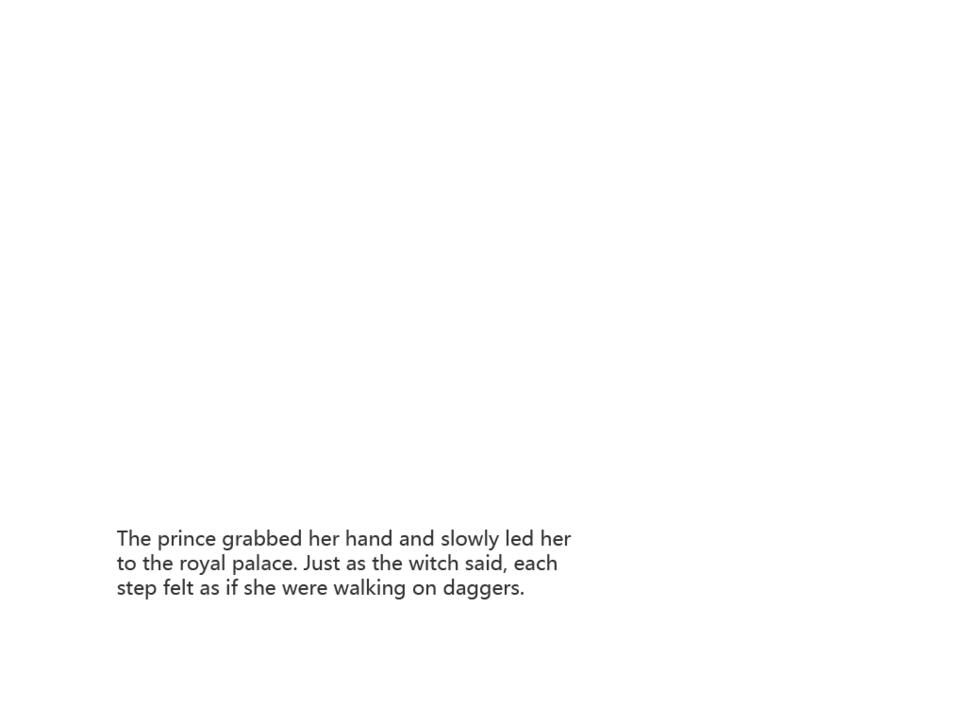 The prince grabbed her hand and slowly led her
to the royal palace. Just as the witch said, each
step felt as if she were walking on daggers.